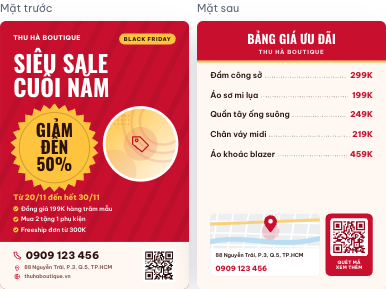 Mặt trước
THU HÀ BOUTIQUE
BLACK FRIDAY
SIÊU SALE
CUỐI NĂM
GIẢM
ĐẾN
50%
Từ 20/11 đến hết 30/11
Đồng giá 199K hàng trăm mẫu
Mua 2 tặng 1 phụ kiện
Freeship đơn từ 300K
0909 123 456
88 Nguyễn Trãi, P.3, Q.5, TP.HCM
thuhaboutique.vn
Mặt sau
BẢNG GIÁ ƯU ĐÃI
THU HÀ BOUTIQUE
Đầm công sở 299K
Áo sơ mi lụa 199K
Quần tây ống suông 249K
Chân váy midi 219K
Áo khoác blazer 459K
88 Nguyễn Trãi, P.3, Q.5, TP.HCM
0909 123 456
QUÉT MÃ
XEM THÊM